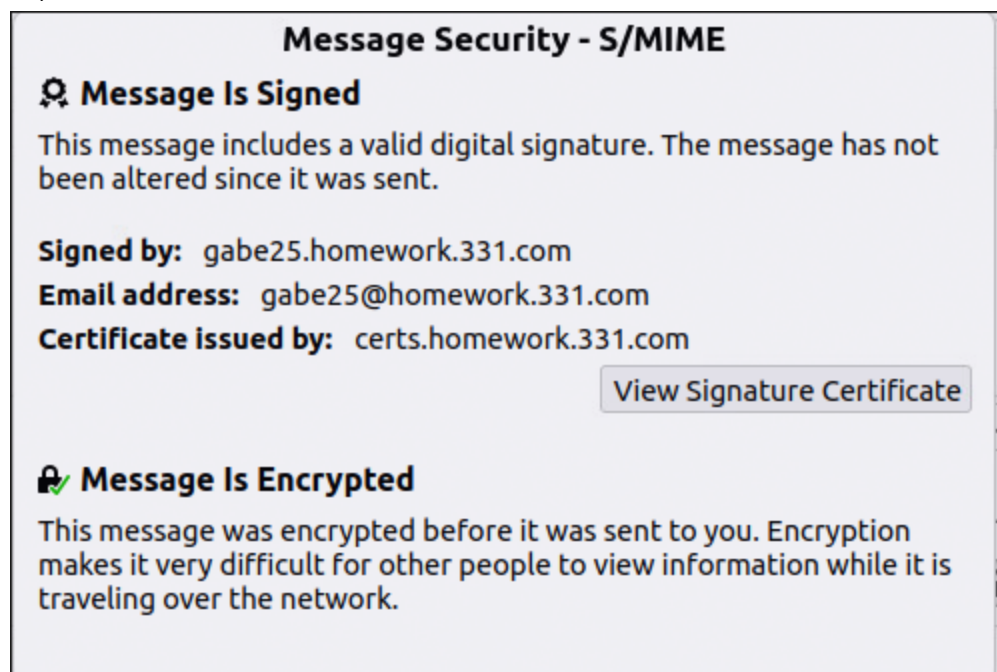 Message Security - S/MIME
Message Is Signed
This message includes a valid digital signature. The message has not
been altered since it was sent.
Signed by: gabe25.homework.331.com
Email address: gabe25@homework.331.com
Certificate issued by: certs.homework.331.com
View Signature Certificate
Message Is Encrypted
This message was encrypted before it was sent to you. Encryption
makes it very difficult for other people to view information while it is
traveling over the network.